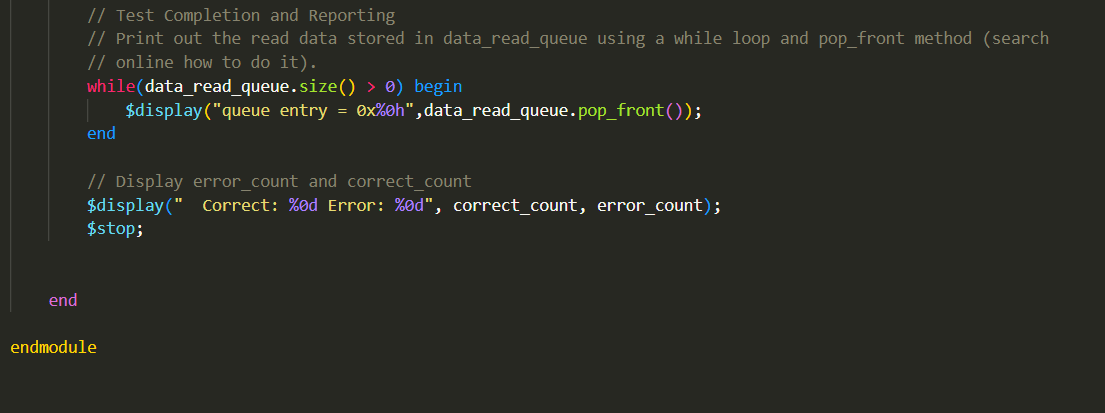 // Test Completion and Reporting
// Print out the read data stored in data_read_queue using a while loop and pop_front method (search
// online how to do it).
while(data_read_queue.size() > 0) begin
$display("queue entry = 0x%0h",data_read_queue.pop_front());
end
// Display error_count and correct_count
$display("  Correct: %0d Error: %0d", correct_count, error_count);
$stop;
end
endmodule